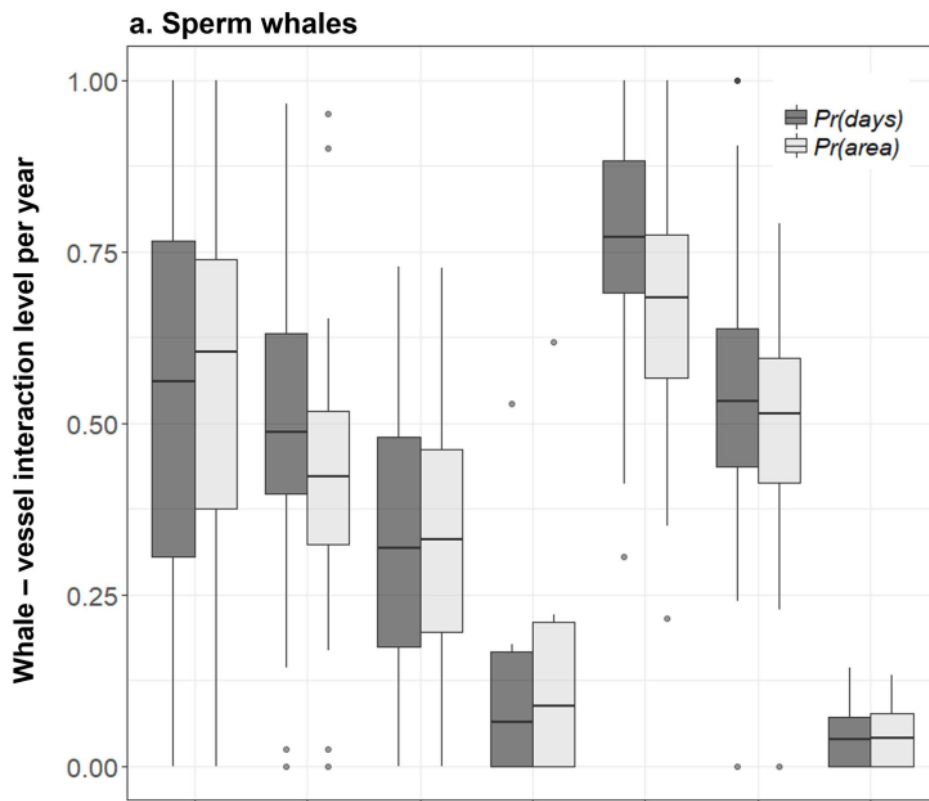 a. Sperm whales
Whale – vessel interaction level per year
1.00
0.75
0.50
0.25
0.00
Pr(days)
Pr(area)